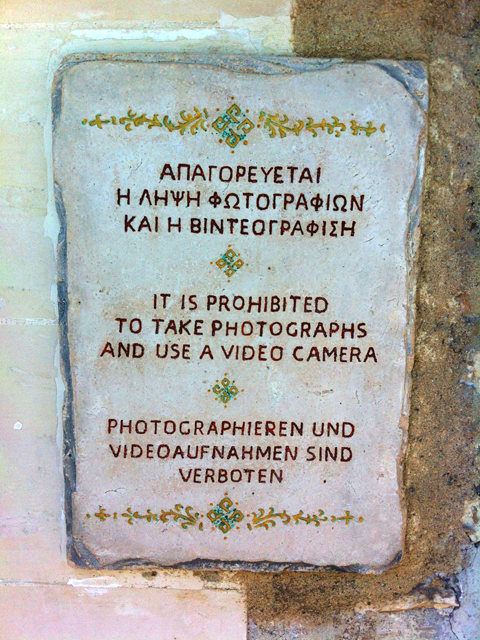 ΑΠΑΓΟΡΕΥΕΤΑΙ
Η ΛΗΨΗ ΦΩΤΟΓΡΑΦΙΩΝ
ΚΑΙ Η ΒΙΝΤΕΟΓΡΑΦΙΣΗ
IT IS PROHIBITED
TO TAKE PHOTOGRAPHS
AND USE A VIDEO CAMERA
PHOTOGRAPHIEREN UND
VIDEOAUFNAHMEN SIND
VERBOTEN